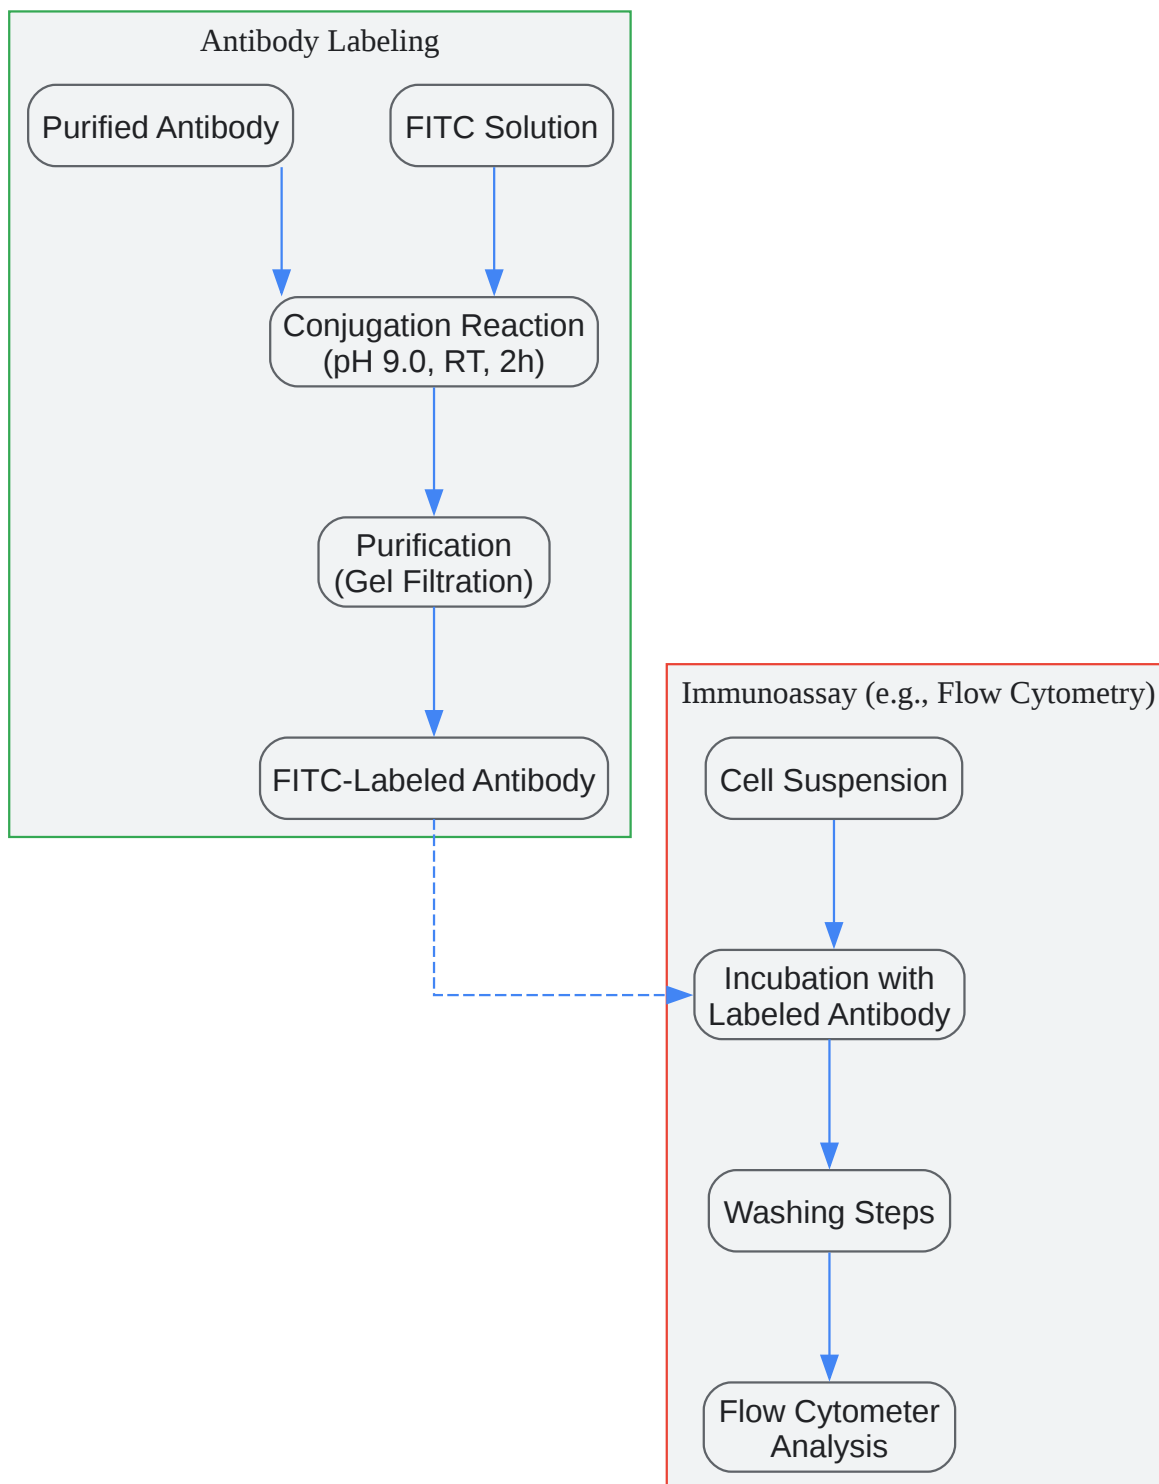 Antibody Labeling
Purified Antibody
FITC Solution
Conjugation Reaction
(pH 9.0, RT, 2h)
Purification
(Gel Filtration)
FITC-Labeled Antibody
Immunoassay (e.g., Flow Cytometry)
Cell Suspension
Incubation with
Labeled Antibody
Washing Steps
Flow Cytometer
Analysis